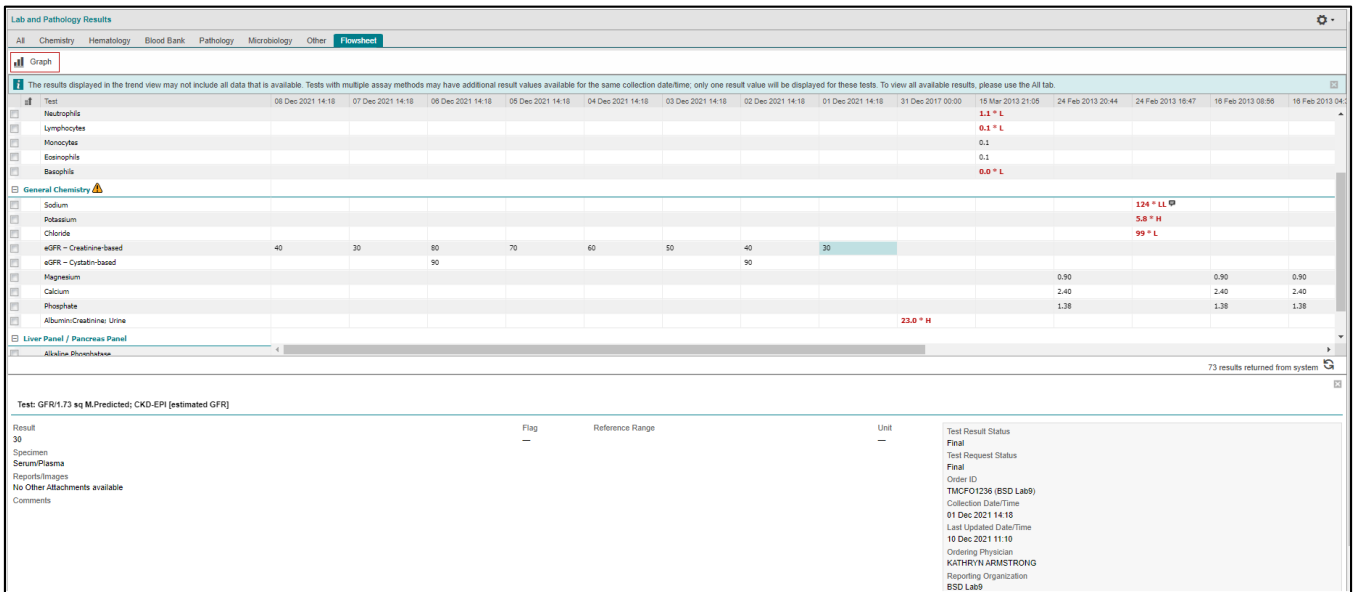 Lab and Pathology Results
All Chemistry Hematology Blood Bank Pathology Microbiology Other Flowsheet
Graph
i The results displayed in the trend view may not include all data that is available. Tests with multiple assay methods may have additional result values available for the same collection date/time; only one result value will be displayed for these tests. To view all available results, please use the All tab.
Test 08 Dec 2021 14:18 07 Dec 2021 14:18 06 Dec 2021 14:18 05 Dec 2021 14:18 04 Dec 2021 14:18 03 Dec 2021 14:18 02 Dec 2021 14:18 01 Dec 2021 14:18 31 Dec 2017 00:00 15 Mar 2013 21:05 24 Feb 2013 20:44 24 Feb 2013 16:47 16 Feb 2013 08:56 16 Feb 2013 04:
Neutrophils 1.1 * L
Lymphocytes 0.1 * L
Monocytes 0.1
Eosinophils 0.1
Basophils 0.0 * L
General Chemistry
Sodium 124 * LL
Potassium 5.8 * H
Chloride 99 * L
eGFR – Creatinine-based 40 30 80 70 60 50 40 30
eGFR – Cystatin-based 90 90
Magnesium 0.90 0.90 0.90
Calcium 2.40 2.40 2.40
Phosphate 1.38 1.38 1.38
Albumin:Creatinine; Urine 23.0 * H
Liver Panel / Pancreas Panel
Alkaline Phosphatase
73 results returned from system
Test: GFR/1.73 sq M.Predicted; CKD-EPI [estimated GFR]
Result Flag Reference Range Unit
30 — —
Specimen
Serum/Plasma
Reports/Images
No Other Attachments available
Comments
Test Result Status
Final
Test Request Status
Final
Order ID
TMCFO1236 (BSD Lab9)
Collection Date/Time
01 Dec 2021 14:18
Last Updated Date/Time
10 Dec 2021 11:10
Ordering Physician
KATHRYN ARMSTRONG
Reporting Organization
BSD Lab9